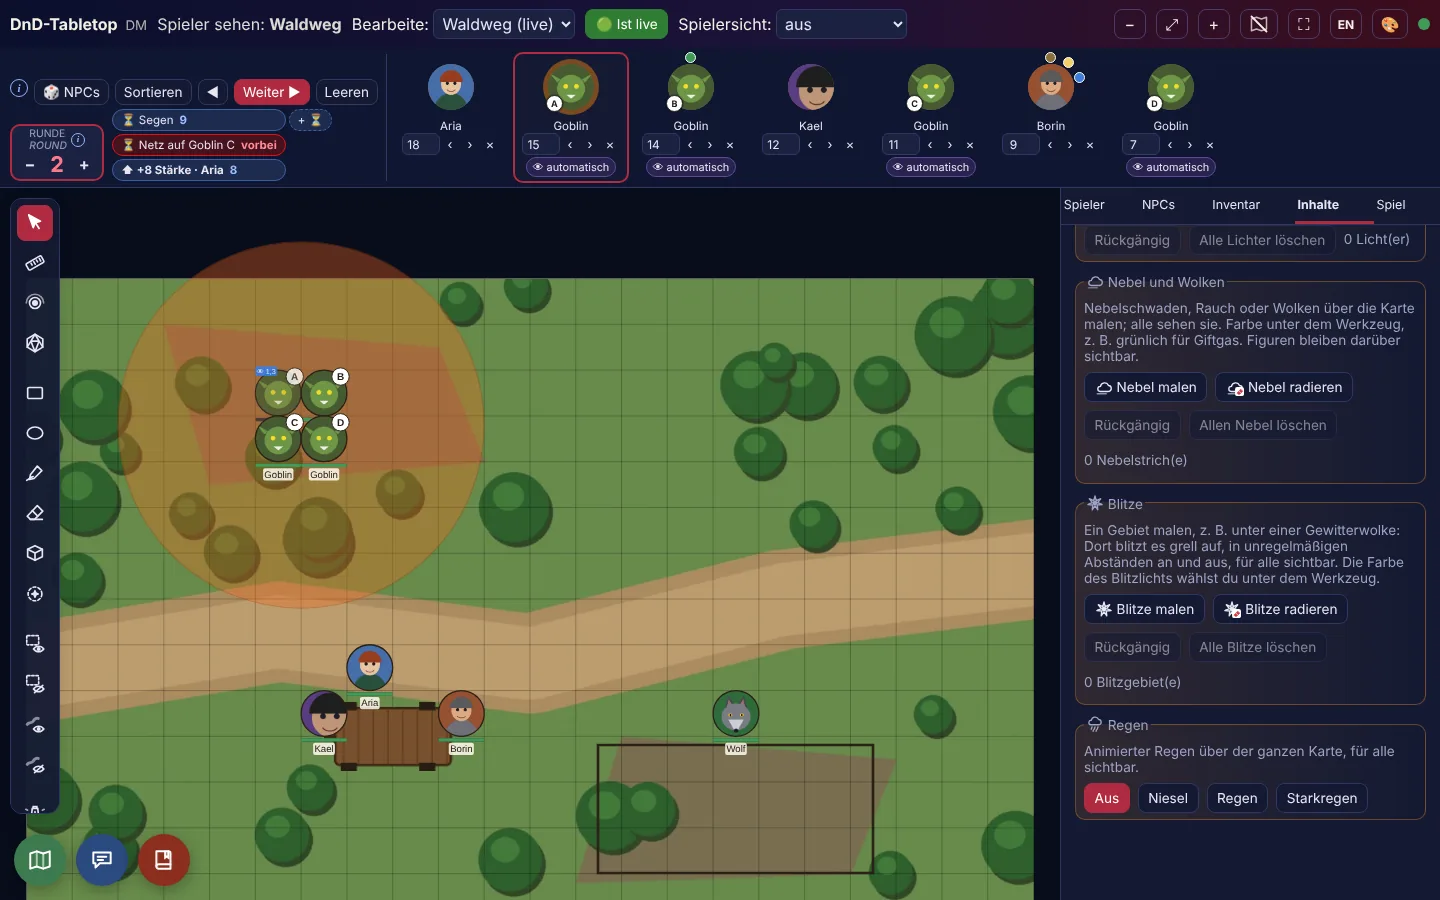 DnD-Tabletop DM Spieler sehen: Waldweg Bearbeite: Waldweg (live) Ist live Spielersicht: aus
EN
i NPCs Sortieren Weiter Leeren
RUNDE
ROUND i
− 2 +
Segen 9 +
Netz auf Goblin C vorbei
+8 Stärke · Aria 8
A B C D
Aria Goblin Goblin Kael Goblin Borin Goblin
18 ‹ › × 15 ‹ › × 14 ‹ › × 12 ‹ › × 11 ‹ › × 9 ‹ › × 7 ‹ › ×
automatisch automatisch automatisch automatisch
Spieler NPCs Inventar Inhalte Spiel
Rückgängig Alle Lichter löschen 0 Licht(er)
Nebel und Wolken
Nebelschwaden, Rauch oder Wolken über die Karte
malen; alle sehen sie. Farbe unter dem Werkzeug,
z. B. grünlich für Giftgas. Figuren bleiben darüber
sichtbar.
Nebel malen Nebel radieren
Rückgängig Allen Nebel löschen
0 Nebelstrich(e)
Blitze
Ein Gebiet malen, z. B. unter einer Gewitterwolke:
Dort blitzt es grell auf, in unregelmäßigen
Abständen an und aus, für alle sichtbar. Die Farbe
des Blitzlichts wählst du unter dem Werkzeug.
Blitze malen Blitze radieren
Rückgängig Alle Blitze löschen
0 Blitzgebiet(e)
Regen
Animierter Regen über der ganzen Karte, für alle
sichtbar.
Aus Niesel Regen Starkregen
1,3 A B
C D
Goblin Goblin
Aria
Kael Borin Wolf